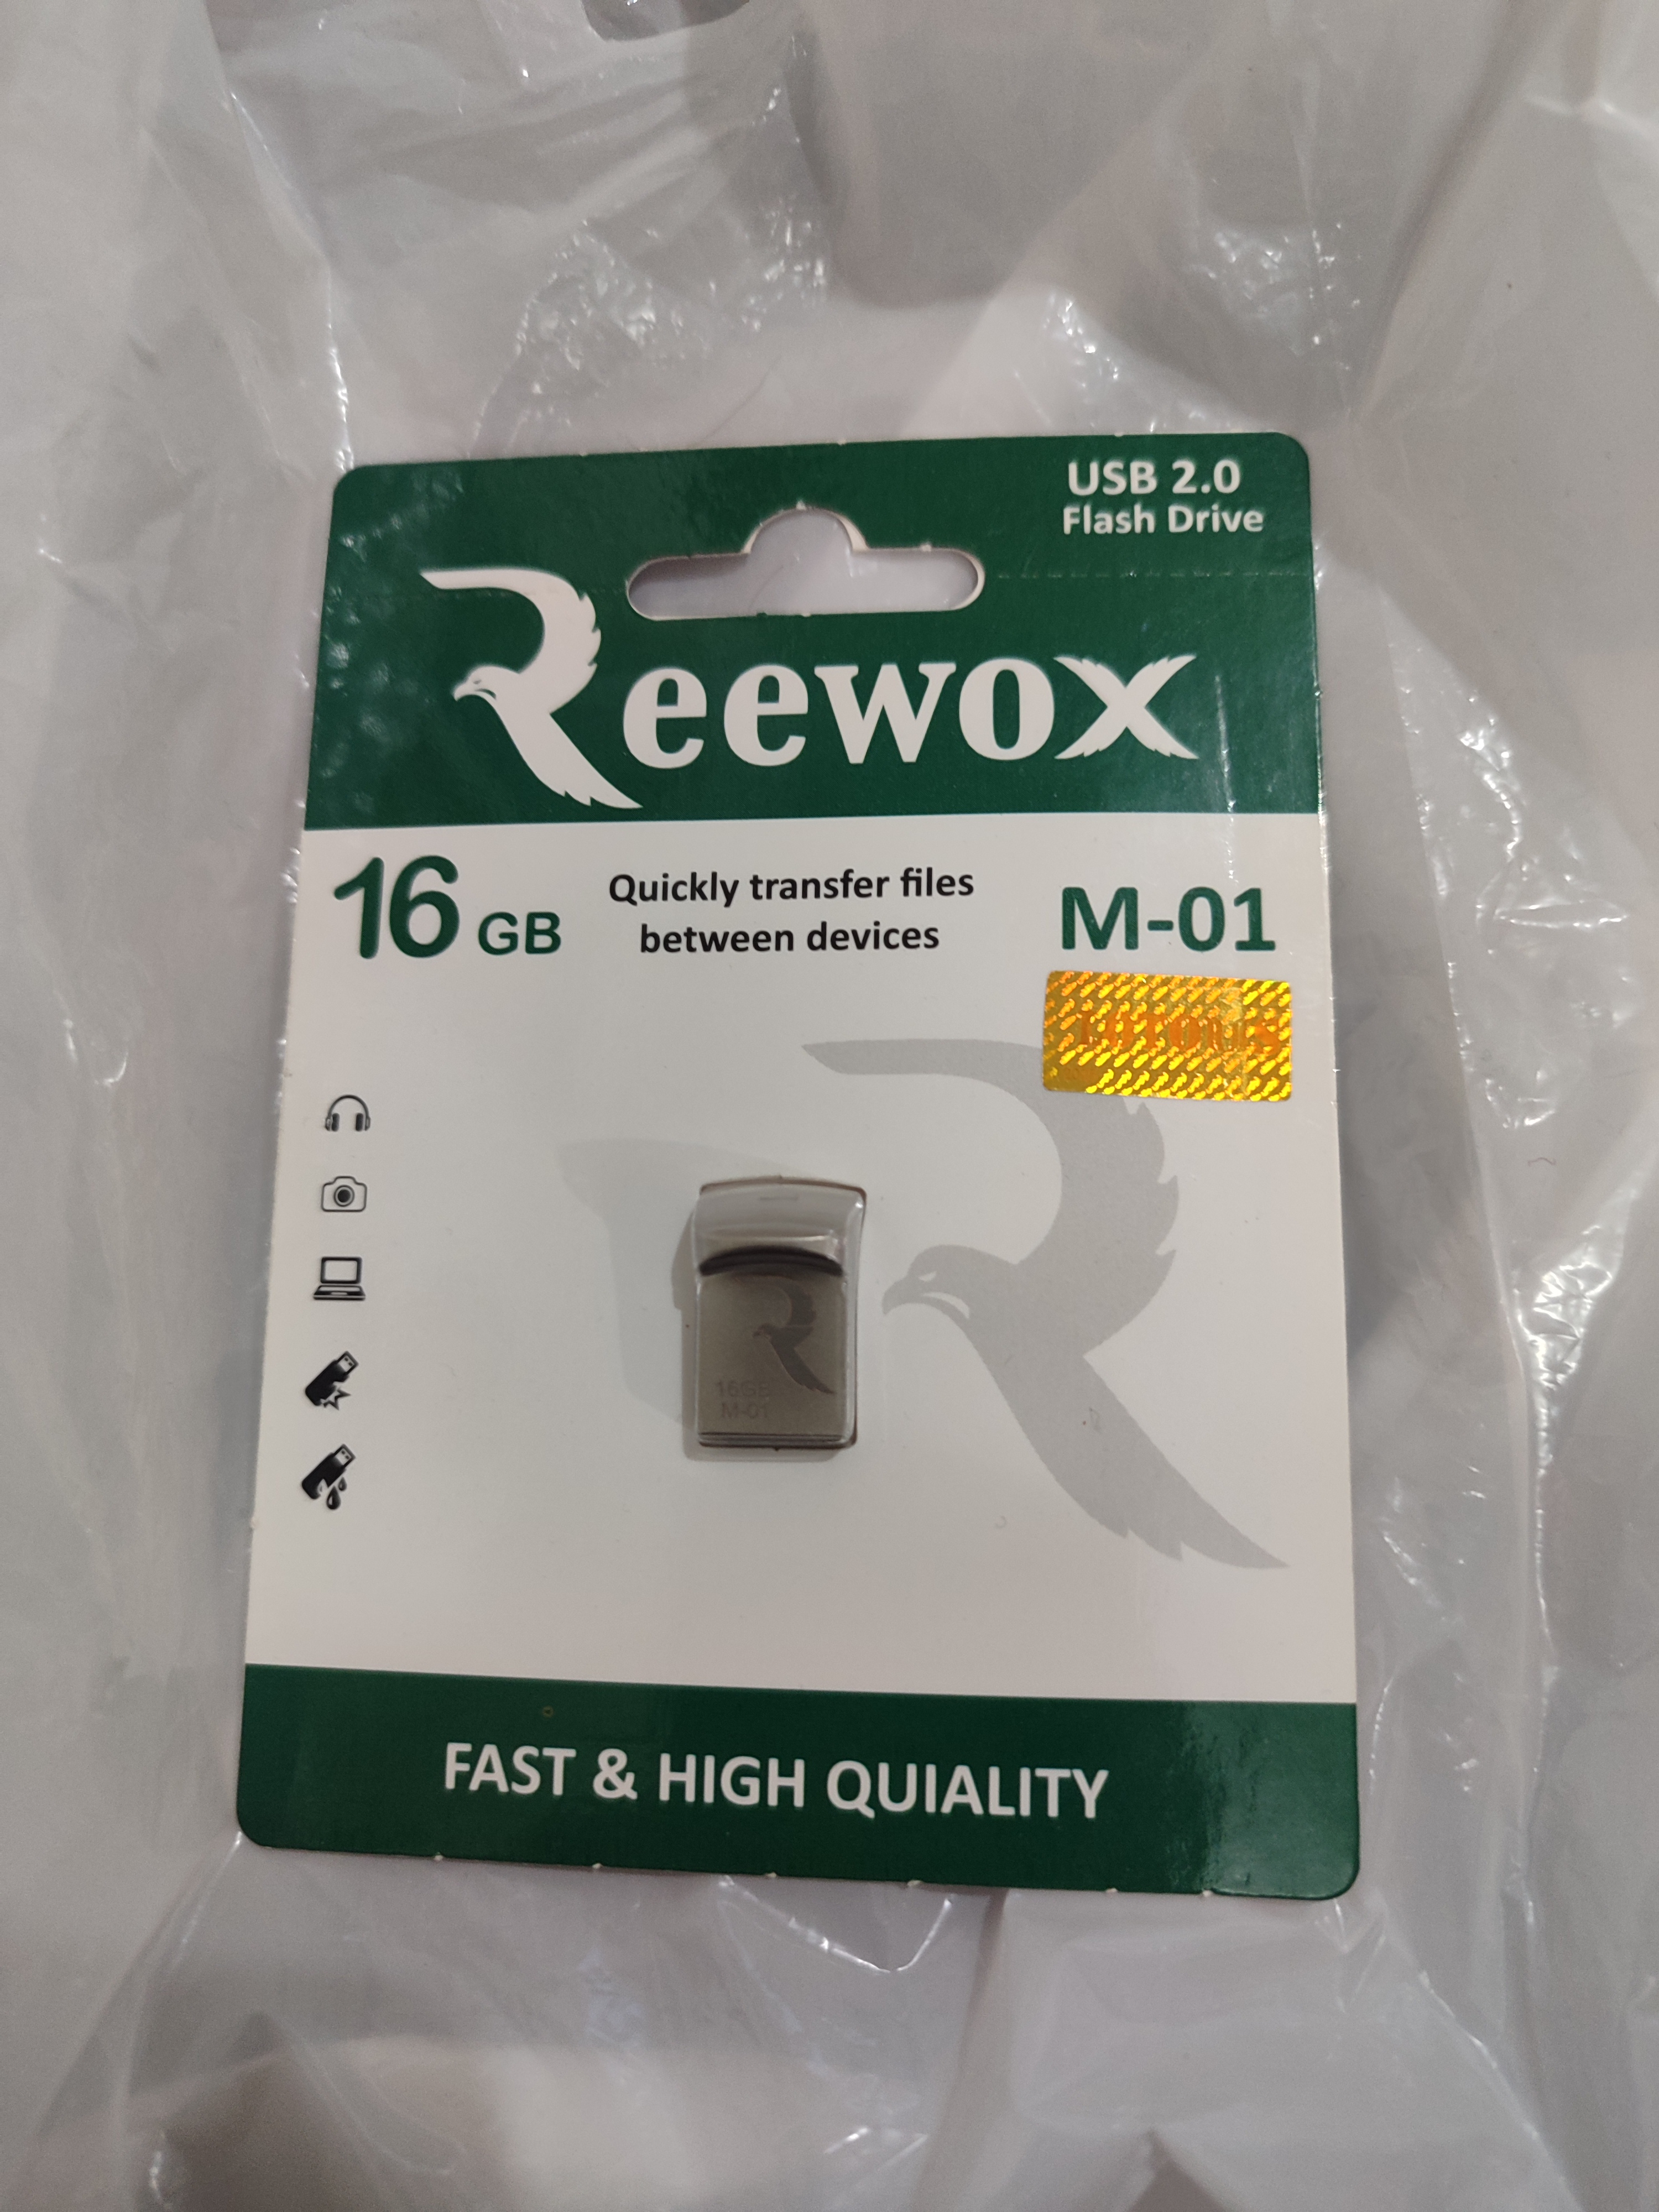 USB 2.0
Flash Drive
Reewox
16 GB
Quickly transfer files
between devices
M-01
16GB
M-01
FAST & HIGH QUIALITY